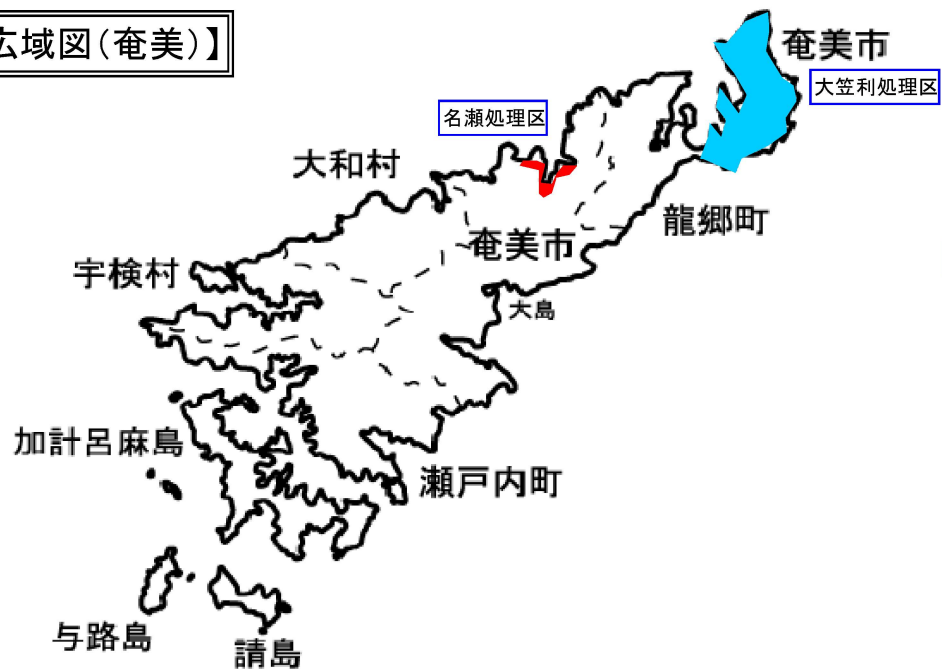 広域図(奄美)】
奄美市
大笠利処理区
名瀬処理区
大和村
龍郷町
奄美市
宇検村
大島
加計呂麻島
瀬戸内町
与路島
請島